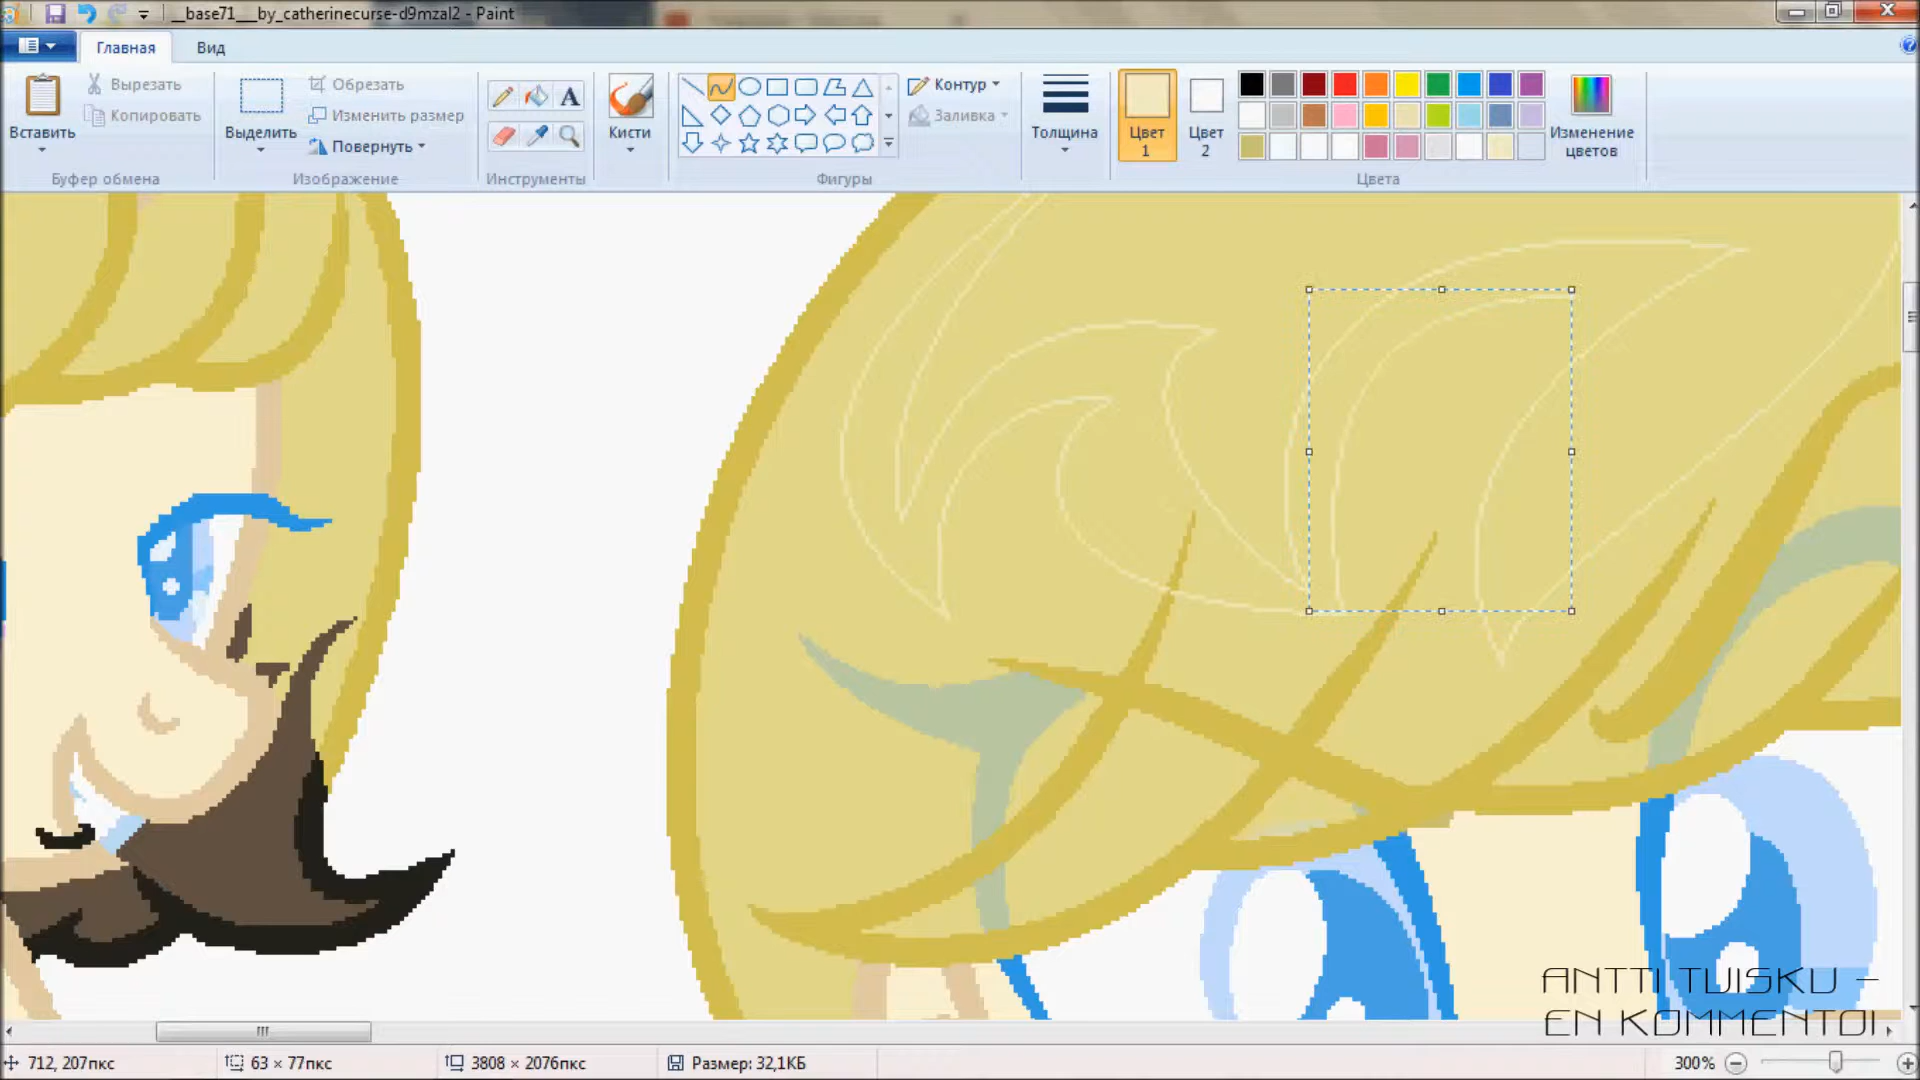 __base71___by_catherinecurse-d9mzal2 - Paint
Главная
Вид
Вставить
Вырезать
Копировать
Буфер обмена
Выделить
Обрезать
Изменить размер
Повернуть
Изображение
A
Инструменты
Кисти
Контур
Заливка
Фигуры
Толщина
Цвет
1
Цвет
2
Изменение
цветов
Цвета
ANTTI TUISKU -
EN KOMMENTOI
712, 207пкс
63 × 77пкс
3808 × 2076пкс
Размер: 32,1КБ
300%